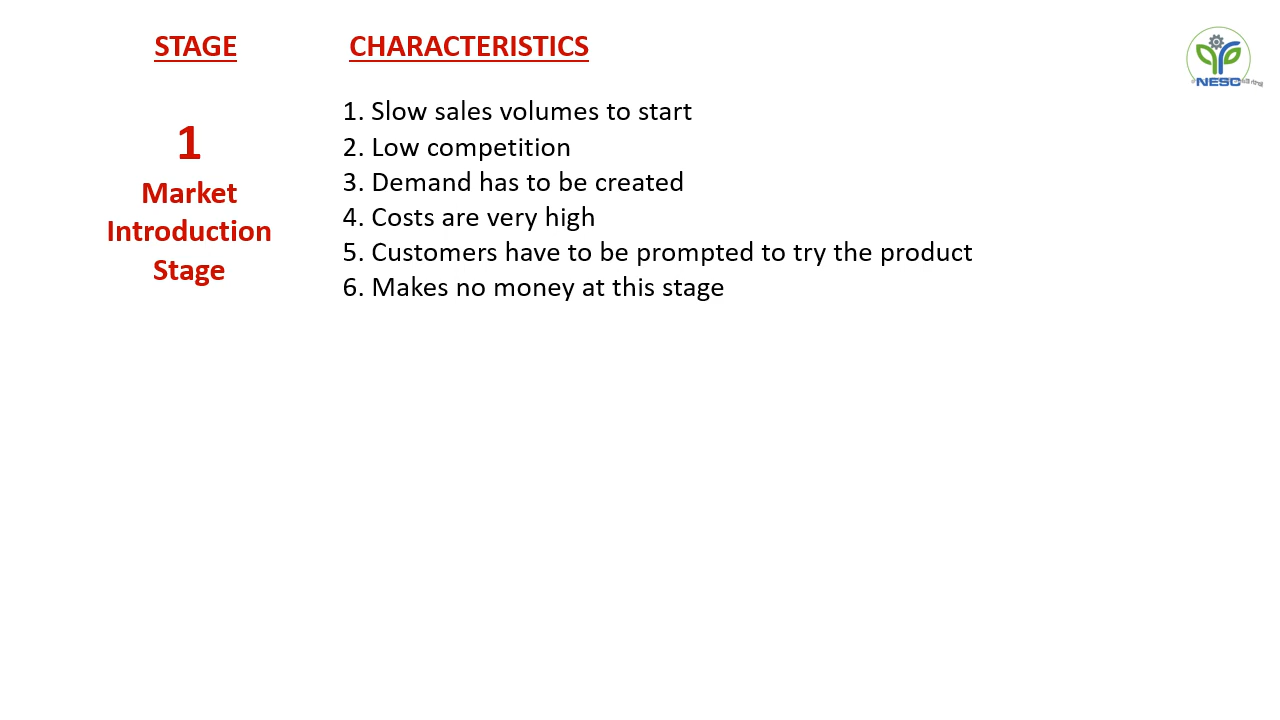 STAGE
CHARACTERISTICS
1
Market
Introduction
Stage
1. Slow sales volumes to start
2. Low competition
3. Demand has to be created
4. Costs are very high
5. Customers have to be prompted to try the product
6. Makes no money at this stage
NESC